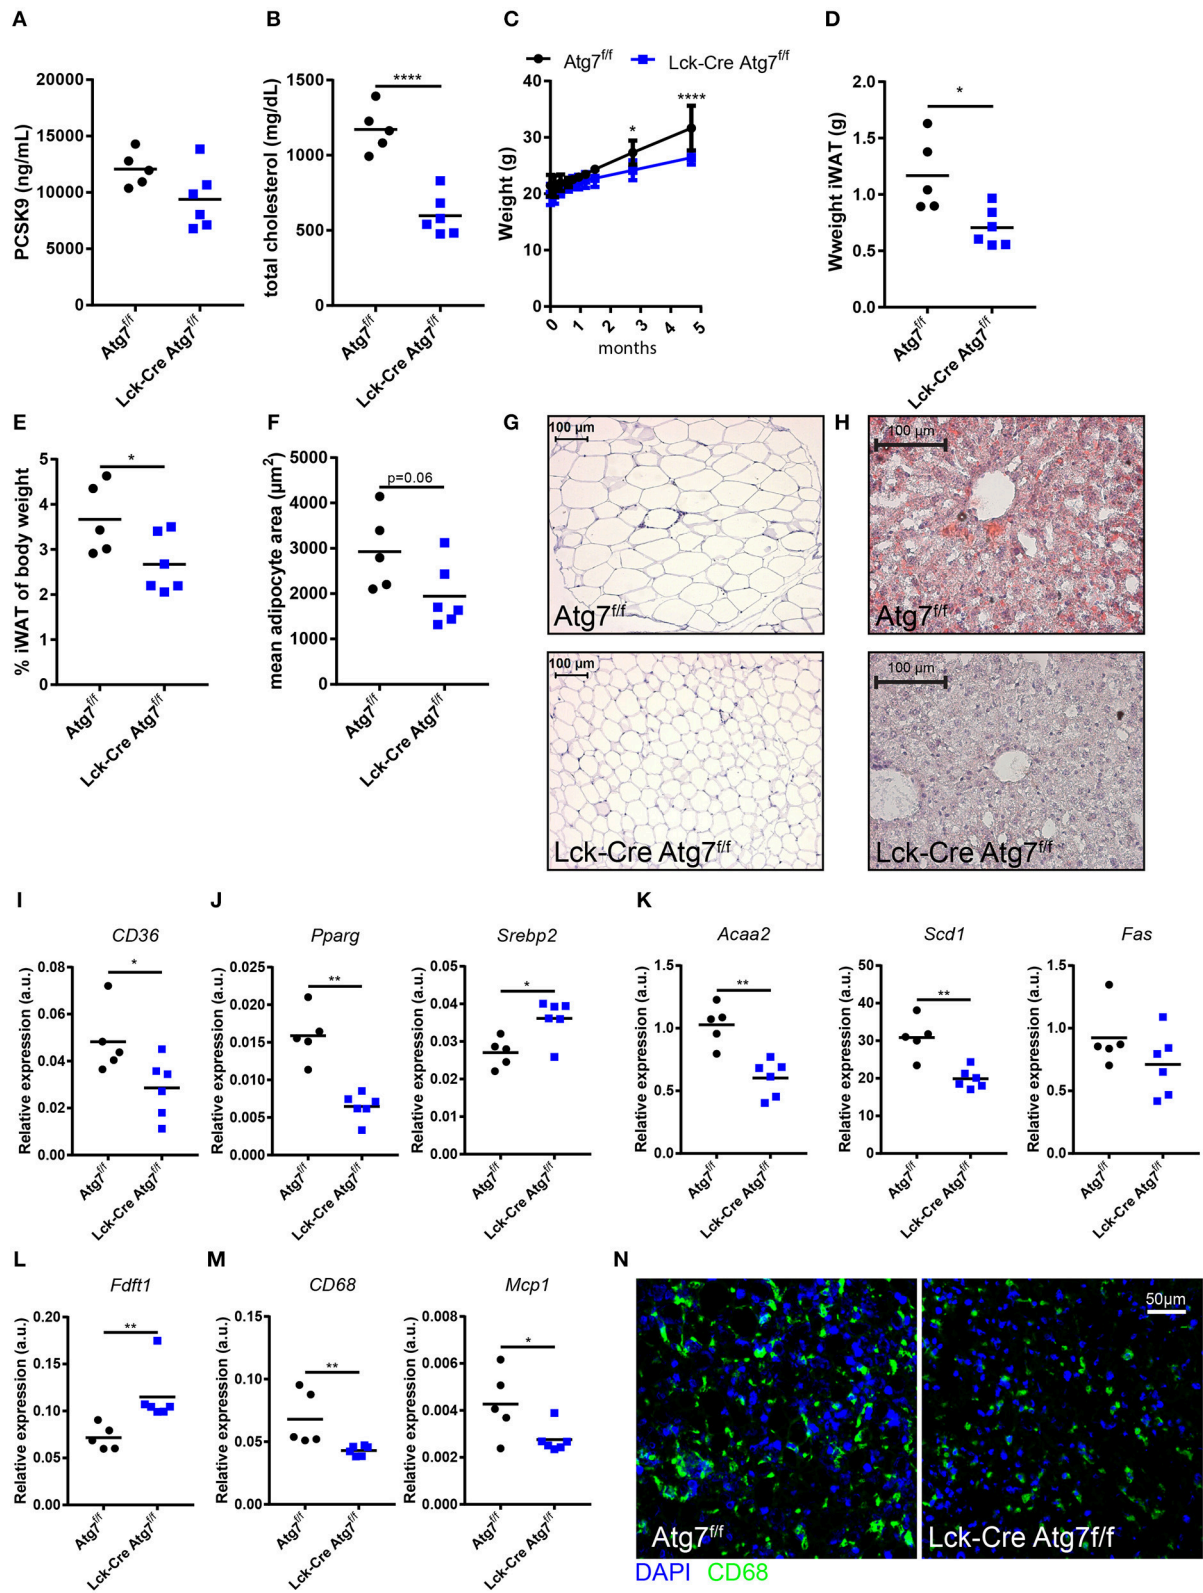 A
PCSK9 (ng/mL)
20000
15000
10000
5000
0
Atg7f/f
Lck-Cre Atg7f/f
B
total cholesterol (mg/dL)
1500
1000
500
0
****
Atg7f/f
Lck-Cre Atg7f/f
C
Atg7f/f
Lck-Cre Atg7f/f
Weight (g)
40
30
20
10
0
*
****
0 1 2 3 4 5
months
D
Wweight iWAT (g)
2.0
1.5
1.0
0.5
0.0
*
Atg7f/f
Lck-Cre Atg7f/f
E
% iWAT of body weight
5
4
3
2
1
0
*
Atg7f/f
Lck-Cre Atg7f/f
F
mean adipocyte area (μm2)
5000
4000
3000
2000
1000
0
p=0.06
Atg7f/f
Lck-Cre Atg7f/f
G
100 μm
Atg7f/f
100 μm
Lck-Cre Atg7f/f
H
100 μm
Atg7f/f
100 μm
Lck-Cre Atg7f/f
I
CD36
Relative expression (a.u.)
0.08
0.06
0.04
0.02
0.00
*
Atg7f/f
Lck-Cre Atg7f/f
J
Pparg
Relative expression (a.u.)
0.025
0.020
0.015
0.010
0.005
0.000
**
Atg7f/f
Lck-Cre Atg7f/f
Srebp2
Relative expression (a.u.)
0.05
0.04
0.03
0.02
0.01
0.00
*
Atg7f/f
Lck-Cre Atg7f/f
K
Acaa2
Relative expression (a.u.)
1.5
1.0
0.5
0.0
**
Atg7f/f
Lck-Cre Atg7f/f
Scd1
Relative expression (a.u.)
50
40
30
20
10
0
**
Atg7f/f
Lck-Cre Atg7f/f
Fas
Relative expression (a.u.)
1.5
1.0
0.5
0.0
Atg7f/f
Lck-Cre Atg7f/f
L
Fdft1
Relative expression (a.u.)
0.20
0.15
0.10
0.05
0.00
**
Atg7f/f
Lck-Cre Atg7f/f
M
CD68
Relative expression (a.u.)
0.15
0.10
0.05
0.00
**
Atg7f/f
Lck-Cre Atg7f/f
Mcp1
Relative expression (a.u.)
0.008
0.006
0.004
0.002
0.000
*
Atg7f/f
Lck-Cre Atg7f/f
N
50μm
Atg7f/f
Lck-Cre Atg7f/f
DAPI CD68